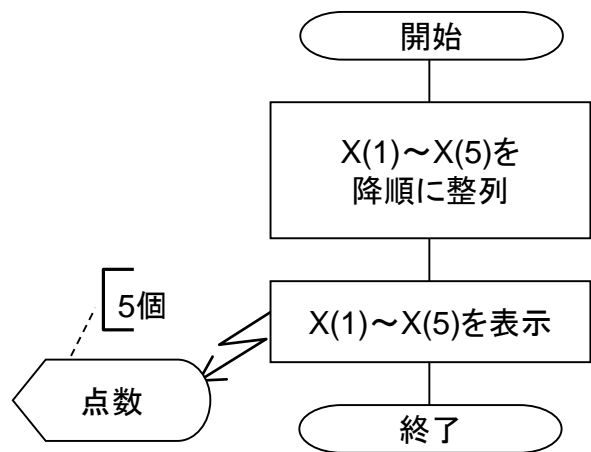 開始
X(1)～X(5)を
降順に整列
5個
X(1)～X(5)を表示
点数
終了